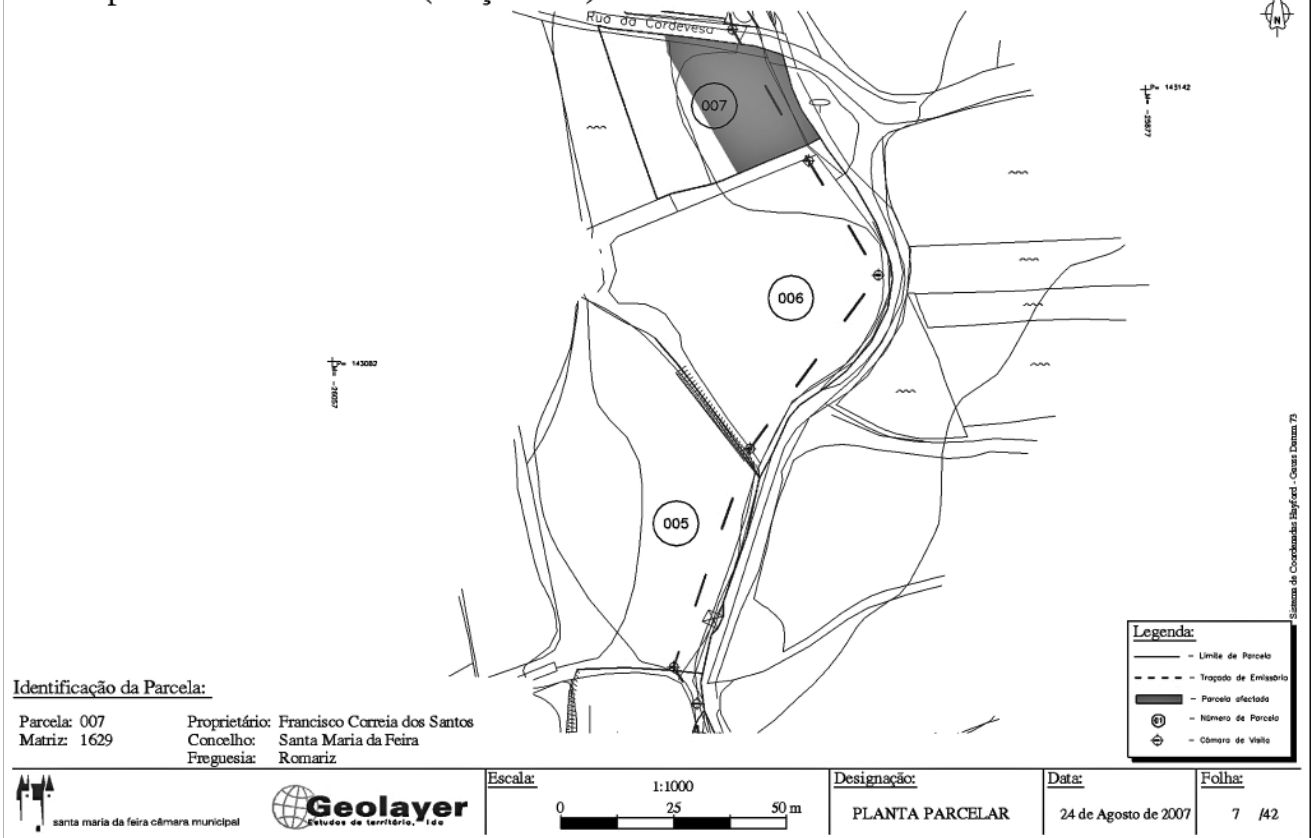 Rua da Cordevesa
007
P= 143142
M= -25877
006
P= 143082
M= -26057
005
Sistema de Coordenadas Hayford - Gauss Datum 73
Legenda:
- Limite de Parcela
- Traçado de Emissário
- Parcela afectada
- Número de Parcela
- Câmara de Visita
Identificação da Parcela:
Parcela: 007
Proprietário: Francisco Correia dos Santos
Matriz: 1629
Concelho: Santa Maria da Feira
Freguesia: Romariz
santa maria da feira câmara municipal
Geolayer
Estudos de território, lda
Escala:
1:1000
0 25 50 m
Designação:
PLANTA PARCELAR
Data:
24 de Agosto de 2007
Folha:
7 /42
N